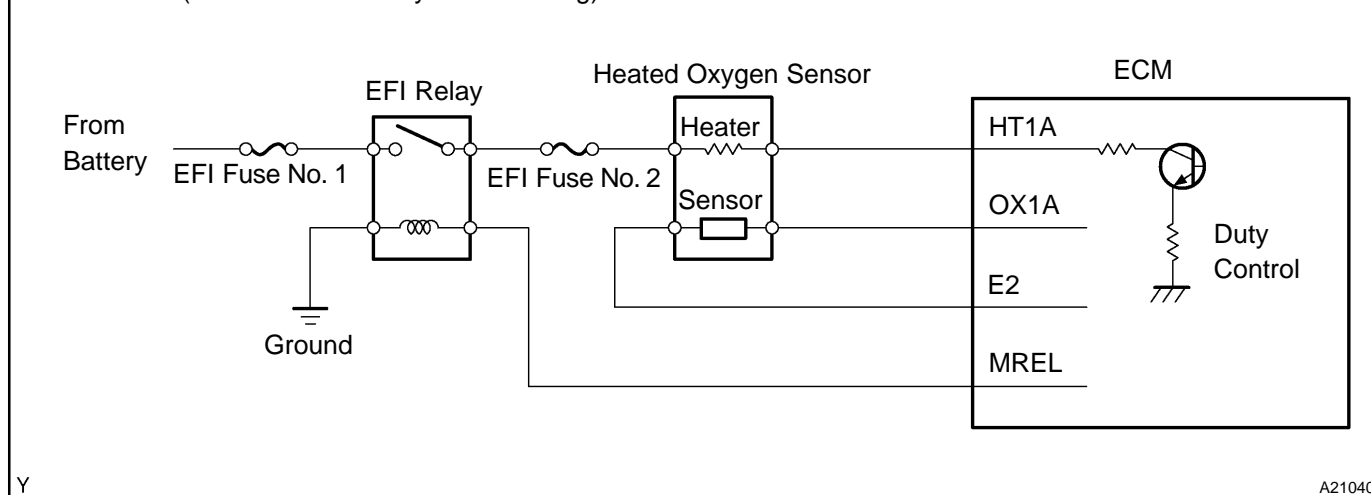 Heated Oxygen Sensor
ECM
EFI Relay
From
Battery
Heater
HT1A
EFI Fuse No. 1
EFI Fuse No. 2
Sensor
OX1A
Duty
Control
E2
Ground
MREL
Y
A21040